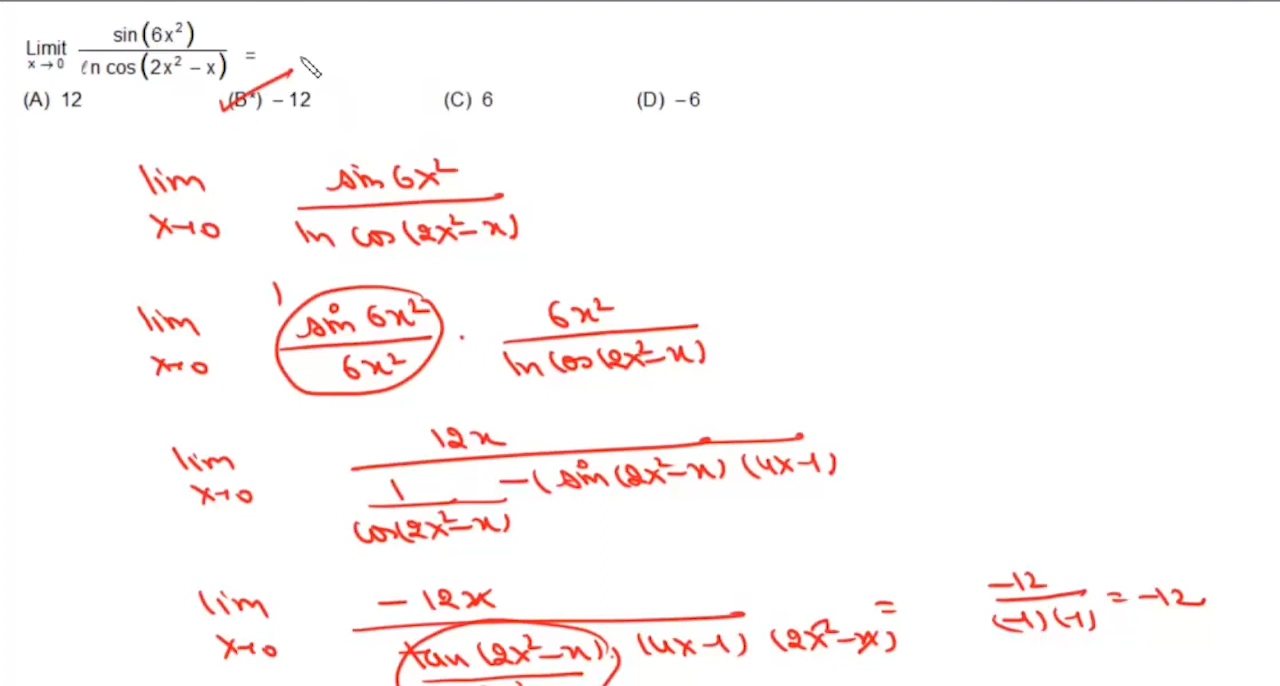 Limit x→0 sin(6x²) / ℓn cos(2x² − x) =
(A) 12 (B*) − 12 (C) 6 (D) −6
lim x→0 sin 6x² / ln cos(2x² − x)
1
lim x→0 sin 6x² / 6x² · 6x² / ln cos(2x² − x)
lim x→0 12x / 1 / cos(2x² − x) −(sin(2x² − x) (4x−1)
lim x→0 −12x / tan(2x² − x) (4x−1) (2x² − x) = −12 / (−1)(−1) = −12